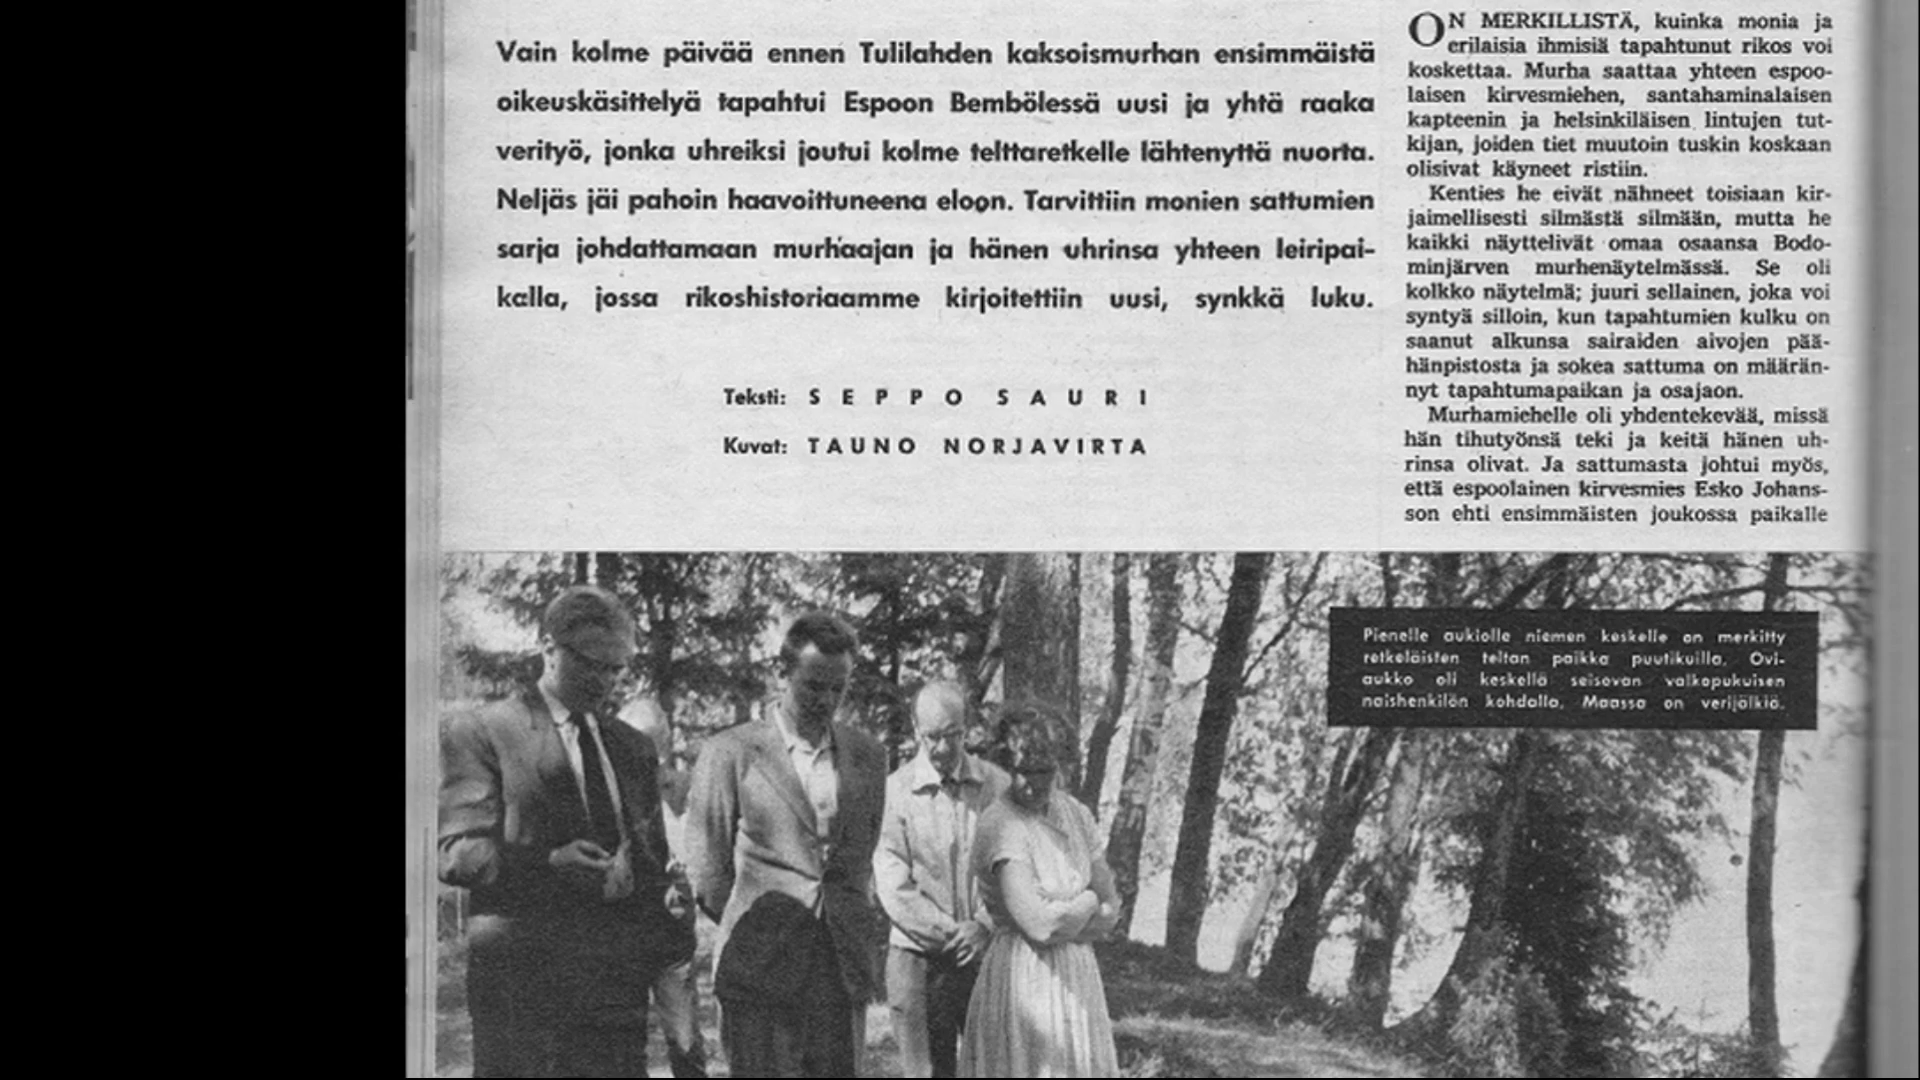 Vain kolme päivää ennen Tulilahden kaksoismurhan ensimmäistä
oikeuskäsittelyä tapahtui Espoon Bembölessä uusi ja yhtä raaka
verityö, jonka uhreiksi joutui kolme telttaretkelle lähtenyttä nuorta.
Neljäs jäi pahoin haavoittuneena eloon. Tarvittiin monien sattumien
sarja johdattamaan murhaajan ja hänen uhrinsa yhteen leiripai-
kalla, jossa rikoshistoriaamme kirjoitettiin uusi, synkkä luku.
Teksti: SEPPO SAURI
Kuvat: TAUNO NORJAVIRTA
ON MERKILLISTÄ, kuinka monia ja
erilaisia ihmisiä tapahtunut rikos voi
koskettaa. Murha saattaa yhteen espoo-
laisen kirvesmiehen, santahaminalaisen
kapteenin ja helsinkiläisen lintujen tut-
kijan, joiden tiet muutoin tuskin koskaan
olisivat käyneet ristiin.
Kenties he eivät nähneet toisiaan kir-
jaimellisesti silmästä silmään, mutta he
kaikki näyttelivät omaa osaansa Bodo-
minjärven murhenäytelmässä. Se oli
kolkko näytelmä; juuri sellainen, joka voi
syntyä silloin, kun tapahtumien kulku on
saanut alkunsa sairaiden aivojen pää-
hänpistosta ja sokea sattuma on määrän-
nyt tapahtumapaikan ja osajaon.
Murhamiehelle oli yhdentekevää, missä
hän tihutyönsä teki ja keitä hänen uh-
rinsa olivat. Ja sattumasta johtui myös,
että espoolainen kirvesmies Esko Johans-
son ehti ensimmäisten joukossa paikalle
Pienelle aukiolle niemen keskelle on merkitty
retkeläisten teltan paikka puutikuilla. Ovi-
aukko oli keskellä seisovan valkopukuisen
naishenkilön kohdalla. Maassa on verijälkiä.